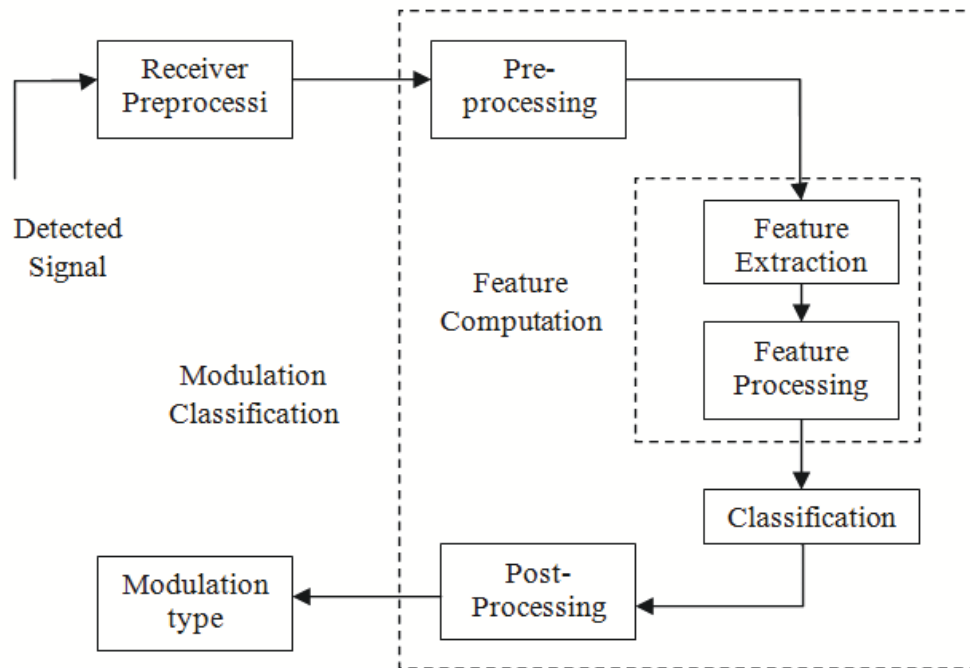 Receiver
Preprocessi
Pre-
processing
Detected
Signal
Feature
Extraction
Feature
Computation
Feature
Processing
Modulation
Classification
Classification
Post-
Processing
Modulation
type